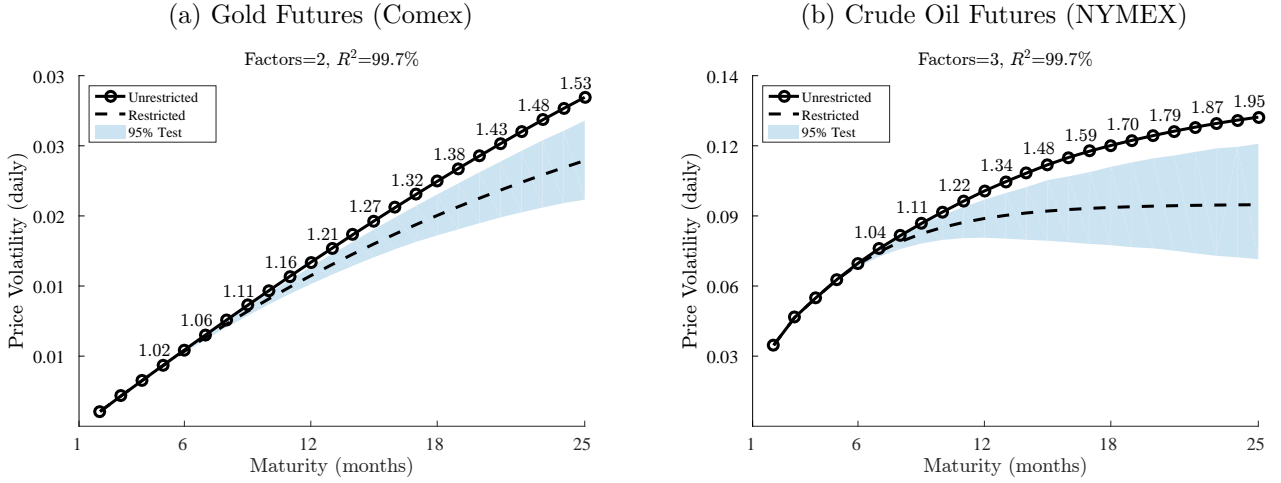 (a) Gold Futures (Comex)
Factors=2, R²=99.7%
0.03
0.03
0.02
0.01
0.01
Price Volatility (daily)
Unrestricted
Restricted
95% Test
1.02
1.06
1.11
1.16
1.21
1.27
1.32
1.38
1.43
1.48
1.53
1
6
12
18
25
Maturity (months)
(b) Crude Oil Futures (NYMEX)
Factors=3, R²=99.7%
0.14
0.12
0.09
0.06
0.03
Price Volatility (daily)
Unrestricted
Restricted
95% Test
1.04
1.11
1.22
1.34
1.48
1.59
1.70
1.79
1.87
1.95
1
6
12
18
25
Maturity (months)